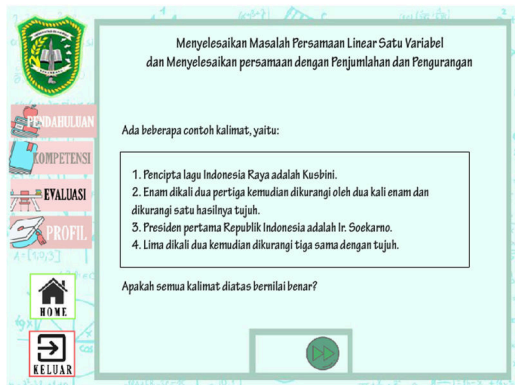 Menyelesaikan Masalah Persamaan Linear Satu Variabel
dan Menyelesaikan persamaan dengan Penjumlahan dan Pengurangan
PENDAHULUAN
KOMPETENSI
EVALUASI
PROFIL
HOME
KELUAR
Ada beberapa contoh kalimat, yaitu:
1. Pencipta lagu Indonesia Raya adalah Kusbini.
2. Enam dikali dua pertiga kemudian dikurangi oleh dua kali enam dan
dikurangi satu hasilnya tujuh.
3. Presiden pertama Republik Indonesia adalah Ir. Soekarno.
4. Lima dikali dua kemudian dikurangi tiga sama dengan tujuh.
Apakah semua kalimat diatas bernilai benar?